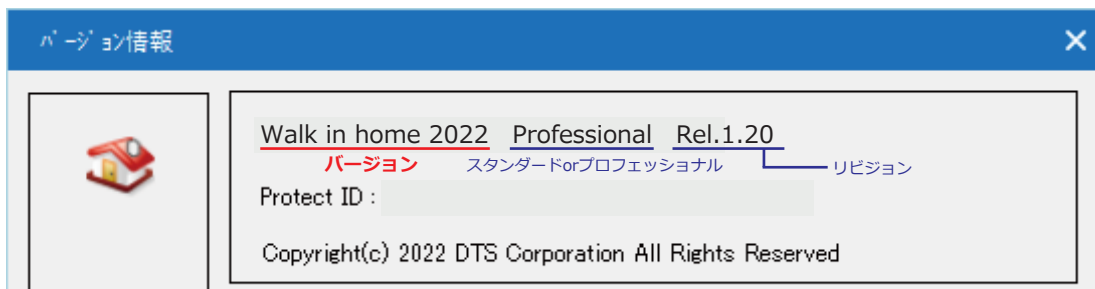 バージョン情報
Walk in home 2022 Professional Rel.1.20
バージョン スタンダードorプロフェッショナル リビジョン
Protect ID :
Copyright(c) 2022 DTS Corporation All Rights Reserved